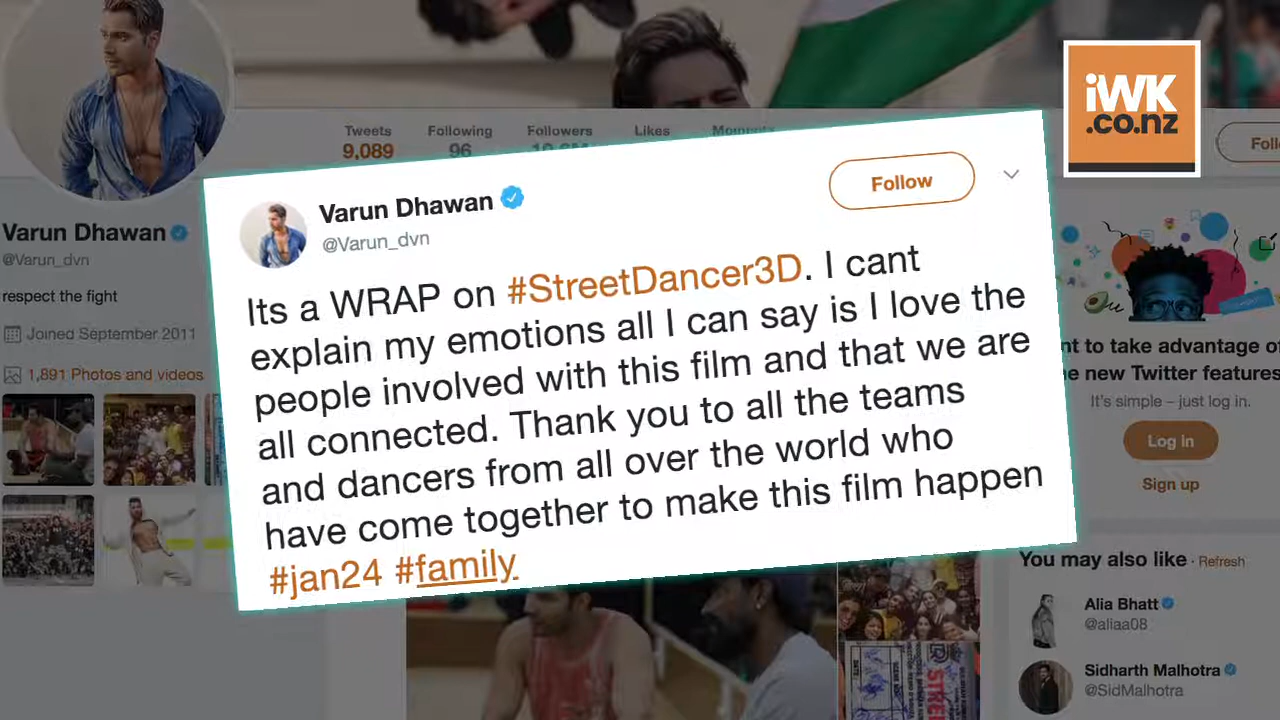 iWK
.co.nz
Tweets
9,089
Following
96
Followers
Likes
Moments
Varun Dhawan
@Varun_dvn
respect the fight
Joined September 2011
1,891 Photos and videos
Varun Dhawan
@Varun_dvn
Follow
Its a WRAP on #StreetDancer3D. I cant
explain my emotions all I can say is I love the
people involved with this film and that we are
all connected. Thank you to all the teams
and dancers from all over the world who
have come together to make this film happen
#jan24 #family
to take advantage of
new Twitter features
It's simple – just log in.
Log in
Sign up
You may also like · Refresh
Alia Bhatt
@aliaa08
Sidharth Malhotra
@SidMalhotra